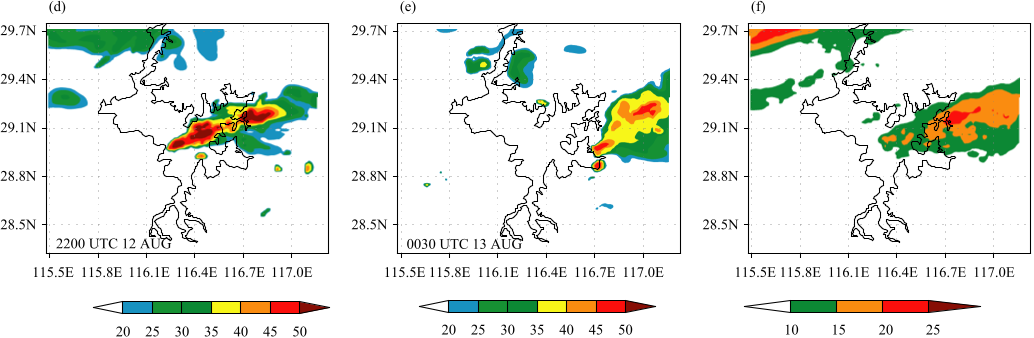 (d) (e) (f)
29.7N 29.7N 29.7N
29.4N 29.4N 29.4N
29.1N 29.1N 29.1N
28.8N 28.8N 28.8N
28.5N 28.5N 28.5N
2200 UTC 12 AUG 0030 UTC 13 AUG
115.5E 115.8E 116.1E 116.4E 116.7E 117.0E 115.5E 115.8E 116.1E 116.4E 116.7E 117.0E 115.5E 115.8E 116.1E 116.4E 116.7E 117.0E
20 25 30 35 40 45 50 20 25 30 35 40 45 50 10 15 20 25